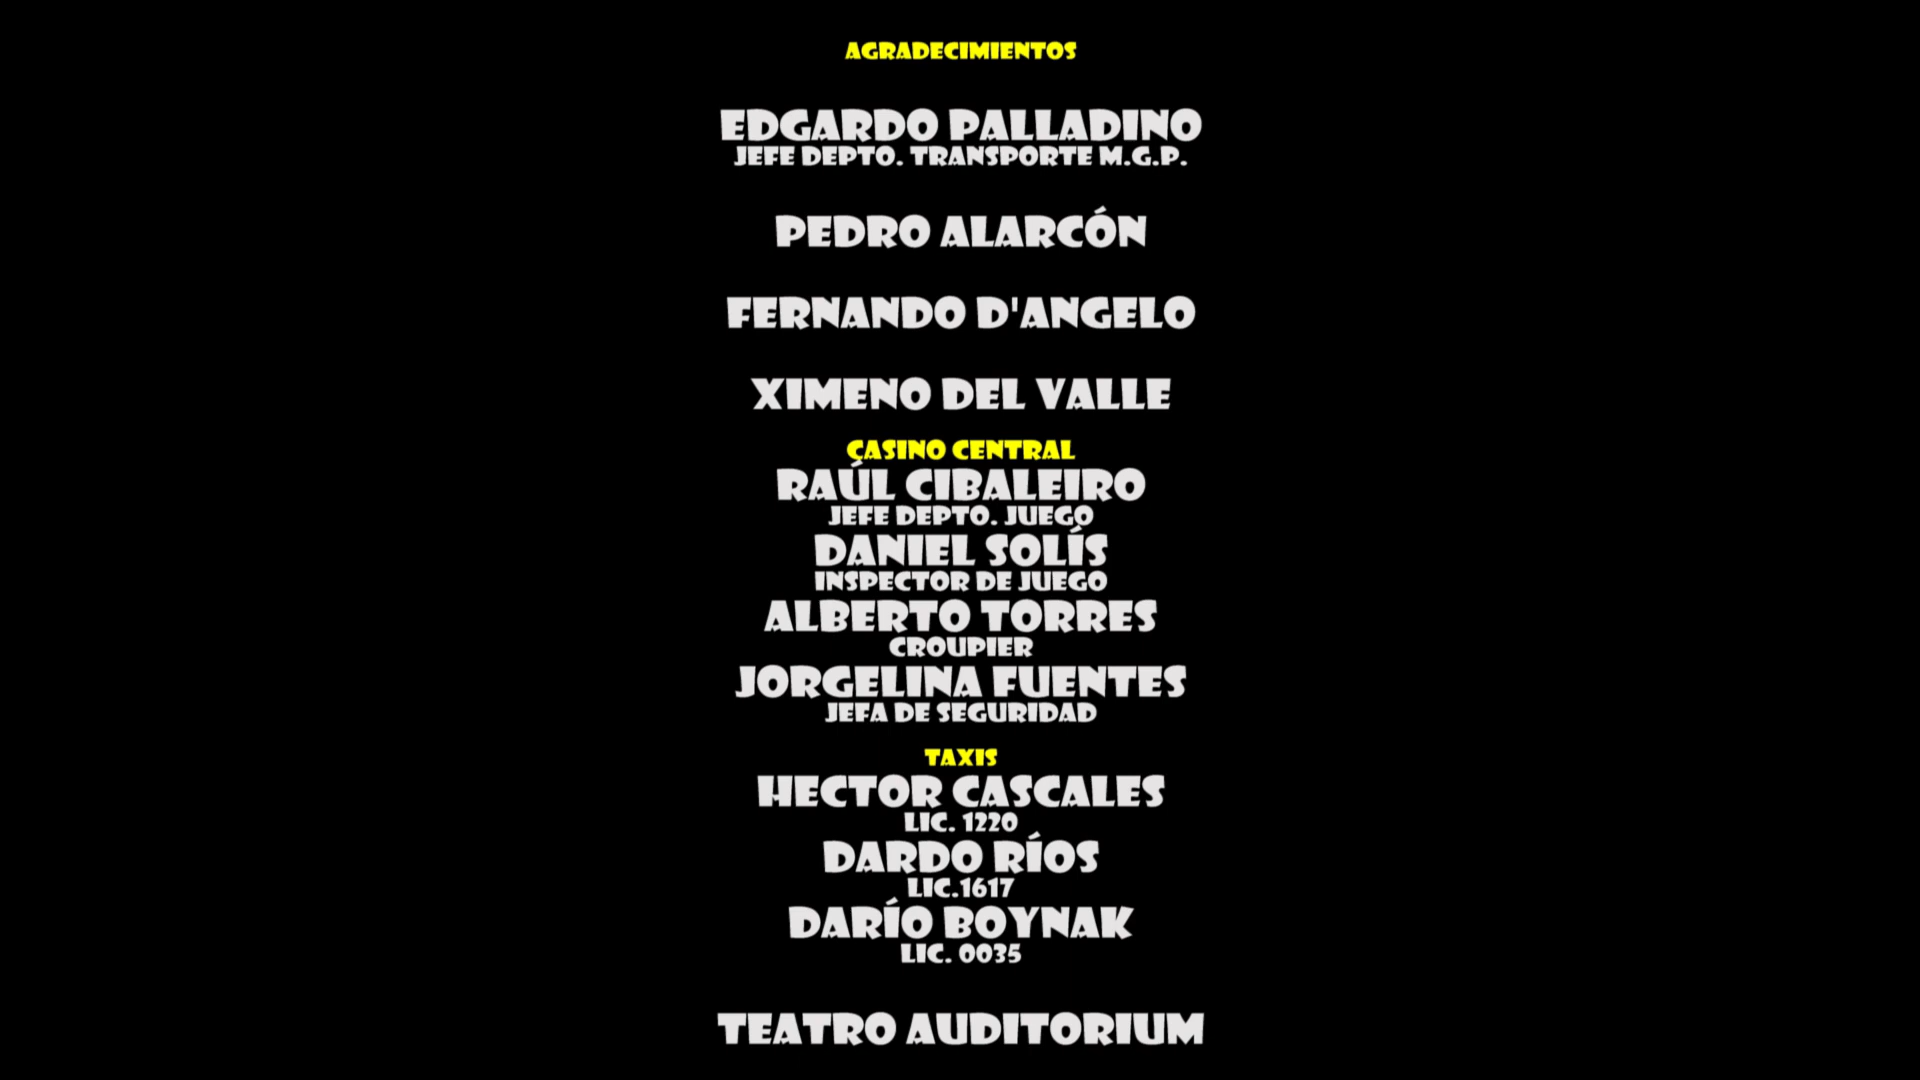 AGRADECIMIENTOS
EDGARDO PALLADINO
JEFE DEPTO. TRANSPORTE M.G.P.
PEDRO ALARCÓN
FERNANDO D'ANGELO
XIMENO DEL VALLE
CASINO CENTRAL
RAÚL CIBALEIRO
JEFE DEPTO. JUEGO
DANIEL SOLÍS
INSPECTOR DE JUEGO
ALBERTO TORRES
CROUPIER
JORGELINA FUENTES
JEFA DE SEGURIDAD
TAXIS
HECTOR CASCALES
LIC. 1220
DARDO RÍOS
LIC.1617
DARÍO BOYNAK
LIC. 0035
TEATRO AUDITORIUM